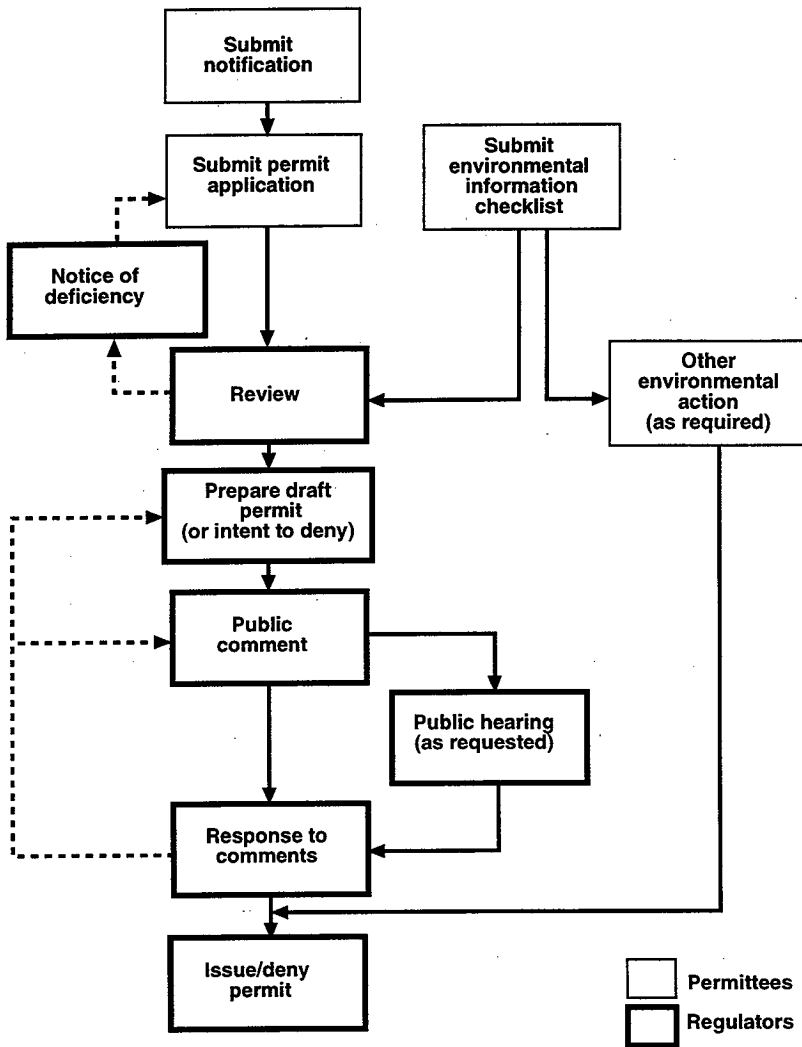 Submit
notification
Submit permit
application
Submit
environmental
information
checklist
Notice of
deficiency
Review
Other
environmental
action
(as required)
Prepare draft
permit
(or intent to deny)
Public
comment
Public hearing
(as requested)
Response to
comments
Issue/deny
permit
Permittees
Regulators